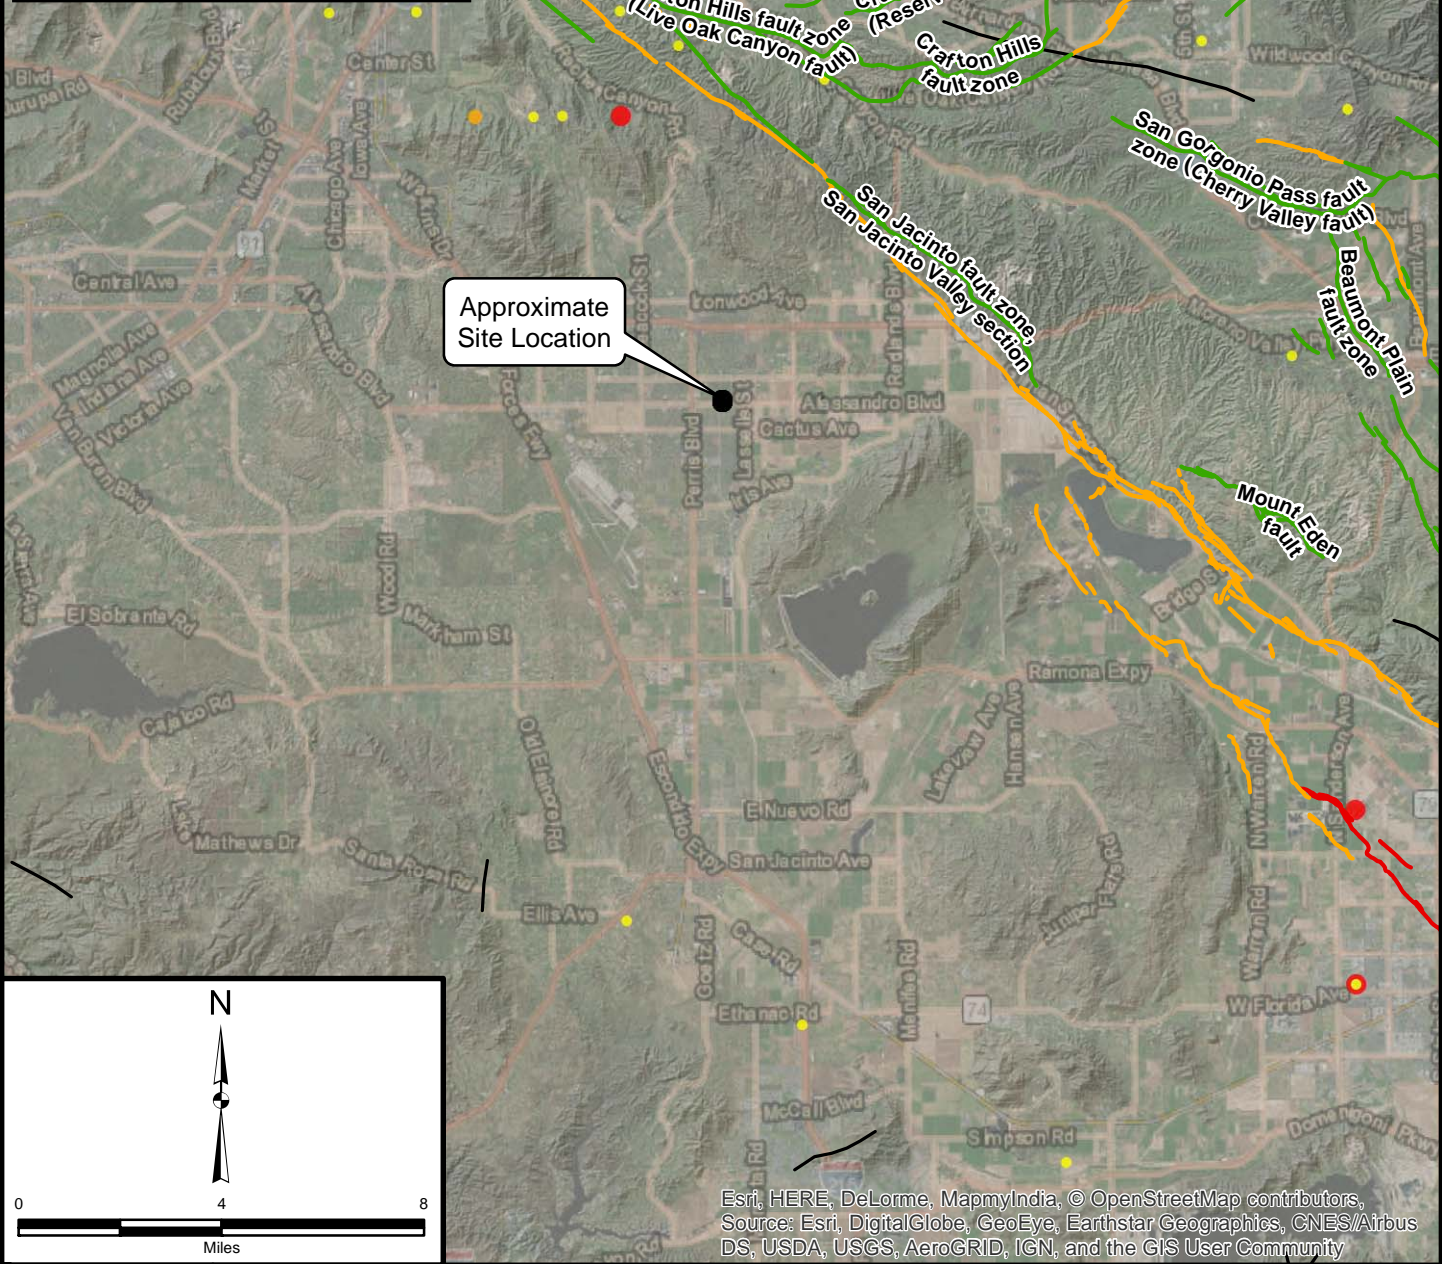 ton Hills fault zone
(Live Oak Canyon fault)
Crafton Hills
fault zone
San Gorgonio Pass fault
zone (Cherry Valley fault)
San Jacinto fault zone,
San Jacinto Valley section
Beaumont Plain
fault zone
Mount Eden
fault
Approximate
Site Location
Center St
Rubidoux Blvd
Market St
Chicago Ave
Iowa Ave
91
Central Ave
Magnolia Ave
Indiana Ave
Victoria Ave
Van Buren Blvd
Alessandro Blvd
Ironwood Ave
Redlands Blvd
Alessandro Blvd
Cactus Ave
Perris Blvd
Lasselle St
Iris Ave
Wood Rd
El Sobrante Rd
Markham St
Bridge St
Cajalco Rd
Ramona Expy
Old Elsinore Rd
Escondido Expy
Lakeview Ave
Hansen Ave
N Warren Rd
E Nuevo Rd
Lake
Mathews Dr
Santa Rosa Rd
San Jacinto Ave
Juniper Flats Rd
Ellis Ave
Goetz Rd
Case Rd
Warren Rd
Menifee Rd
Ethanac Rd
74
W Florida Ave
McCall Blvd
Simpson Rd
Domenigoni Pkwy
N
0 4 8
Miles
Esri, HERE, DeLorme, MapmyIndia, © OpenStreetMap contributors,
Source: Esri, DigitalGlobe, GeoEye, Earthstar Geographics, CNES/Airbus
DS, USDA, USGS, AeroGRID, IGN, and the GIS User Community